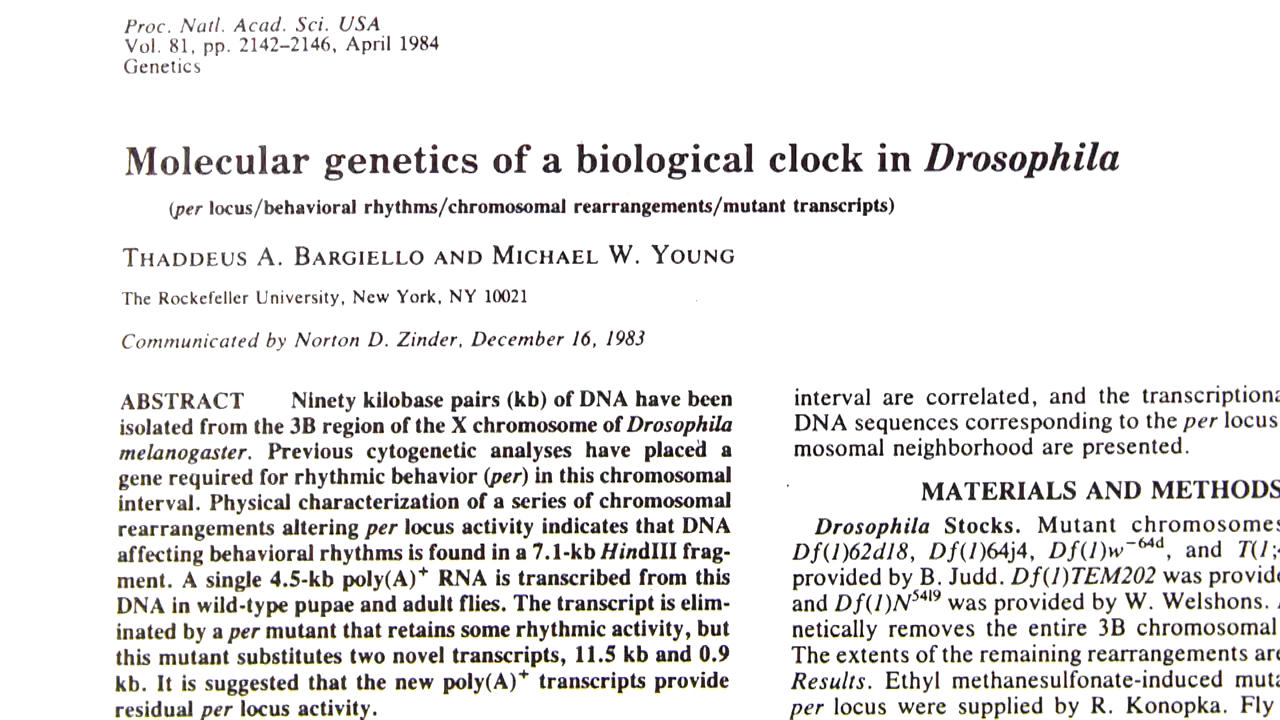 Proc. Natl. Acad. Sci. USA
Vol. 81, pp. 2142–2146, April 1984
Genetics
Molecular genetics of a biological clock in Drosophila
(per locus/behavioral rhythms/chromosomal rearrangements/mutant transcripts)
THADDEUS A. BARGIELLO AND MICHAEL W. YOUNG
The Rockefeller University, New York, NY 10021
Communicated by Norton D. Zinder, December 16, 1983
ABSTRACT Ninety kilobase pairs (kb) of DNA have been
isolated from the 3B region of the X chromosome of Drosophila
melanogaster. Previous cytogenetic analyses have placed a
gene required for rhythmic behavior (per) in this chromosomal
interval. Physical characterization of a series of chromosomal
rearrangements altering per locus activity indicates that DNA
affecting behavioral rhythms is found in a 7.1-kb HindIII frag-
ment. A single 4.5-kb poly(A)⁺ RNA is transcribed from this
DNA in wild-type pupae and adult flies. The transcript is elim-
inated by a per mutant that retains some rhythmic activity, but
this mutant substitutes two novel transcripts, 11.5 kb and 0.9
kb. It is suggested that the new poly(A)⁺ transcripts provide
residual per locus activity.
interval are correlated, and the transcriptiona
DNA sequences corresponding to the per locus
mosomal neighborhood are presented.
MATERIALS AND METHODS
Drosophila Stocks. Mutant chromosomes
Df(1)62d18, Df(1)64j4, Df(1)w⁻⁶⁴ᵈ, and T(1;
provided by B. Judd. Df(1)TEM202 was provid
and Df(1)N⁵⁴¹⁹ was provided by W. Welshons.
netically removes the entire 3B chromosomal
The extents of the remaining rearrangements are
Results. Ethyl methanesulfonate-induced muta
per locus were supplied by R. Konopka. Fly